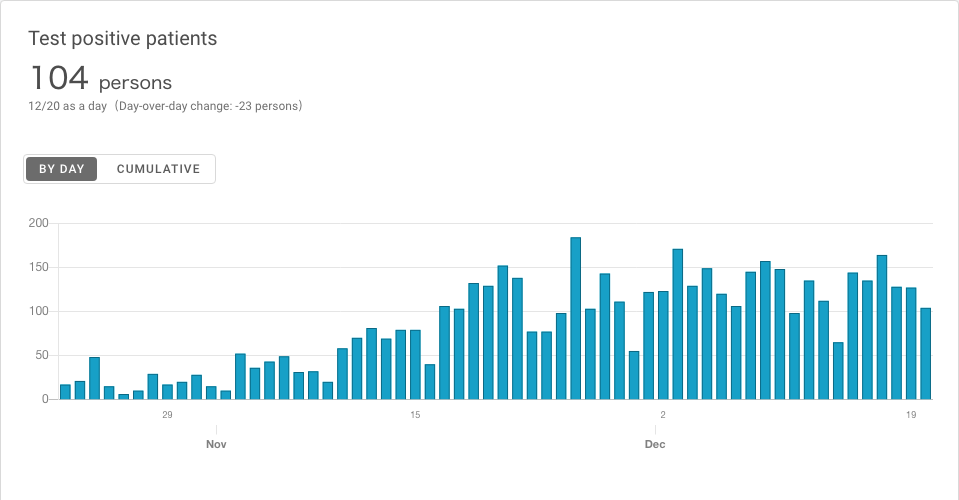 Test positive patients
104 persons
12/20 as a day（Day-over-day change: -23 persons）
BY DAY CUMULATIVE
200
150
100
50
0
29 15 2 19
Nov Dec